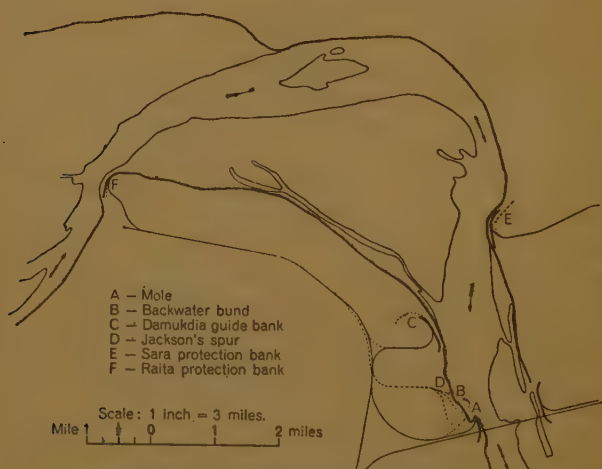 F
E
C
D
B
A
A – Mole
B – Backwater bund
C – Damukdia guide bank
D – Jackson's spur
E – Sara protection bank
F – Raita protection bank
Scale: 1 inch = 3 miles.
Mile 1 0 1 2 miles